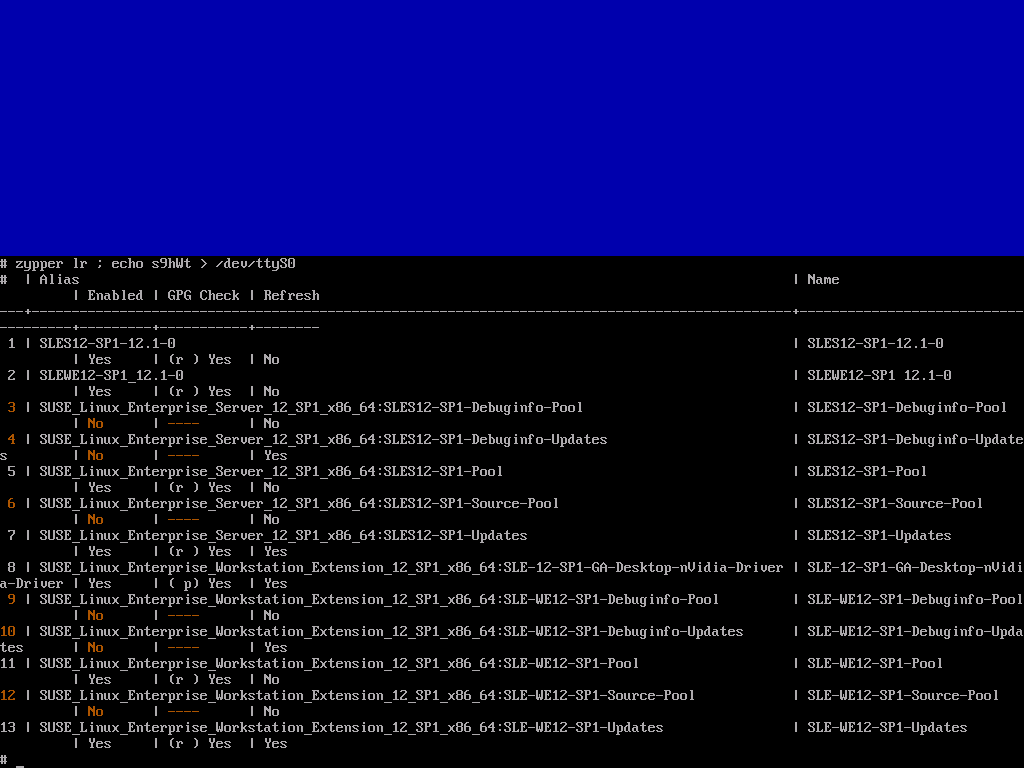 # zypper lr ; echo s9hWt > /dev/ttyS0
#  | Alias                                                                                         | Name
         | Enabled | GPG Check | Refresh
---+-----------------------------------------------------------------------------------------------+----------------------------
---------+---------+-----------+--------
 1 | SLES12-SP1-12.1-0                                                                             | SLES12-SP1-12.1-0
         | Yes     | (r ) Yes  | No
 2 | SLEWE12-SP1_12.1-0                                                                            | SLEWE12-SP1 12.1-0
         | Yes     | (r ) Yes  | No
 3 | SUSE_Linux_Enterprise_Server_12_SP1_x86_64:SLES12-SP1-Debuginfo-Pool                          | SLES12-SP1-Debuginfo-Pool
         | No      | ----      | No
 4 | SUSE_Linux_Enterprise_Server_12_SP1_x86_64:SLES12-SP1-Debuginfo-Updates                       | SLES12-SP1-Debuginfo-Update
s        | No      | ----      | Yes
 5 | SUSE_Linux_Enterprise_Server_12_SP1_x86_64:SLES12-SP1-Pool                                    | SLES12-SP1-Pool
         | Yes     | (r ) Yes  | No
 6 | SUSE_Linux_Enterprise_Server_12_SP1_x86_64:SLES12-SP1-Source-Pool                             | SLES12-SP1-Source-Pool
         | No      | ----      | No
 7 | SUSE_Linux_Enterprise_Server_12_SP1_x86_64:SLES12-SP1-Updates                                 | SLES12-SP1-Updates
         | Yes     | (r ) Yes  | Yes
 8 | SUSE_Linux_Enterprise_Workstation_Extension_12_SP1_x86_64:SLE-12-SP1-GA-Desktop-nVidia-Driver | SLE-12-SP1-GA-Desktop-nVidi
a-Driver | Yes     | ( p) Yes  | Yes
 9 | SUSE_Linux_Enterprise_Workstation_Extension_12_SP1_x86_64:SLE-WE12-SP1-Debuginfo-Pool         | SLE-WE12-SP1-Debuginfo-Pool
         | No      | ----      | No
10 | SUSE_Linux_Enterprise_Workstation_Extension_12_SP1_x86_64:SLE-WE12-SP1-Debuginfo-Updates      | SLE-WE12-SP1-Debuginfo-Upda
tes      | No      | ----      | Yes
11 | SUSE_Linux_Enterprise_Workstation_Extension_12_SP1_x86_64:SLE-WE12-SP1-Pool                   | SLE-WE12-SP1-Pool
         | Yes     | (r ) Yes  | No
12 | SUSE_Linux_Enterprise_Workstation_Extension_12_SP1_x86_64:SLE-WE12-SP1-Source-Pool            | SLE-WE12-SP1-Source-Pool
         | No      | ----      | No
13 | SUSE_Linux_Enterprise_Workstation_Extension_12_SP1_x86_64:SLE-WE12-SP1-Updates                | SLE-WE12-SP1-Updates
         | Yes     | (r ) Yes  | Yes
# _